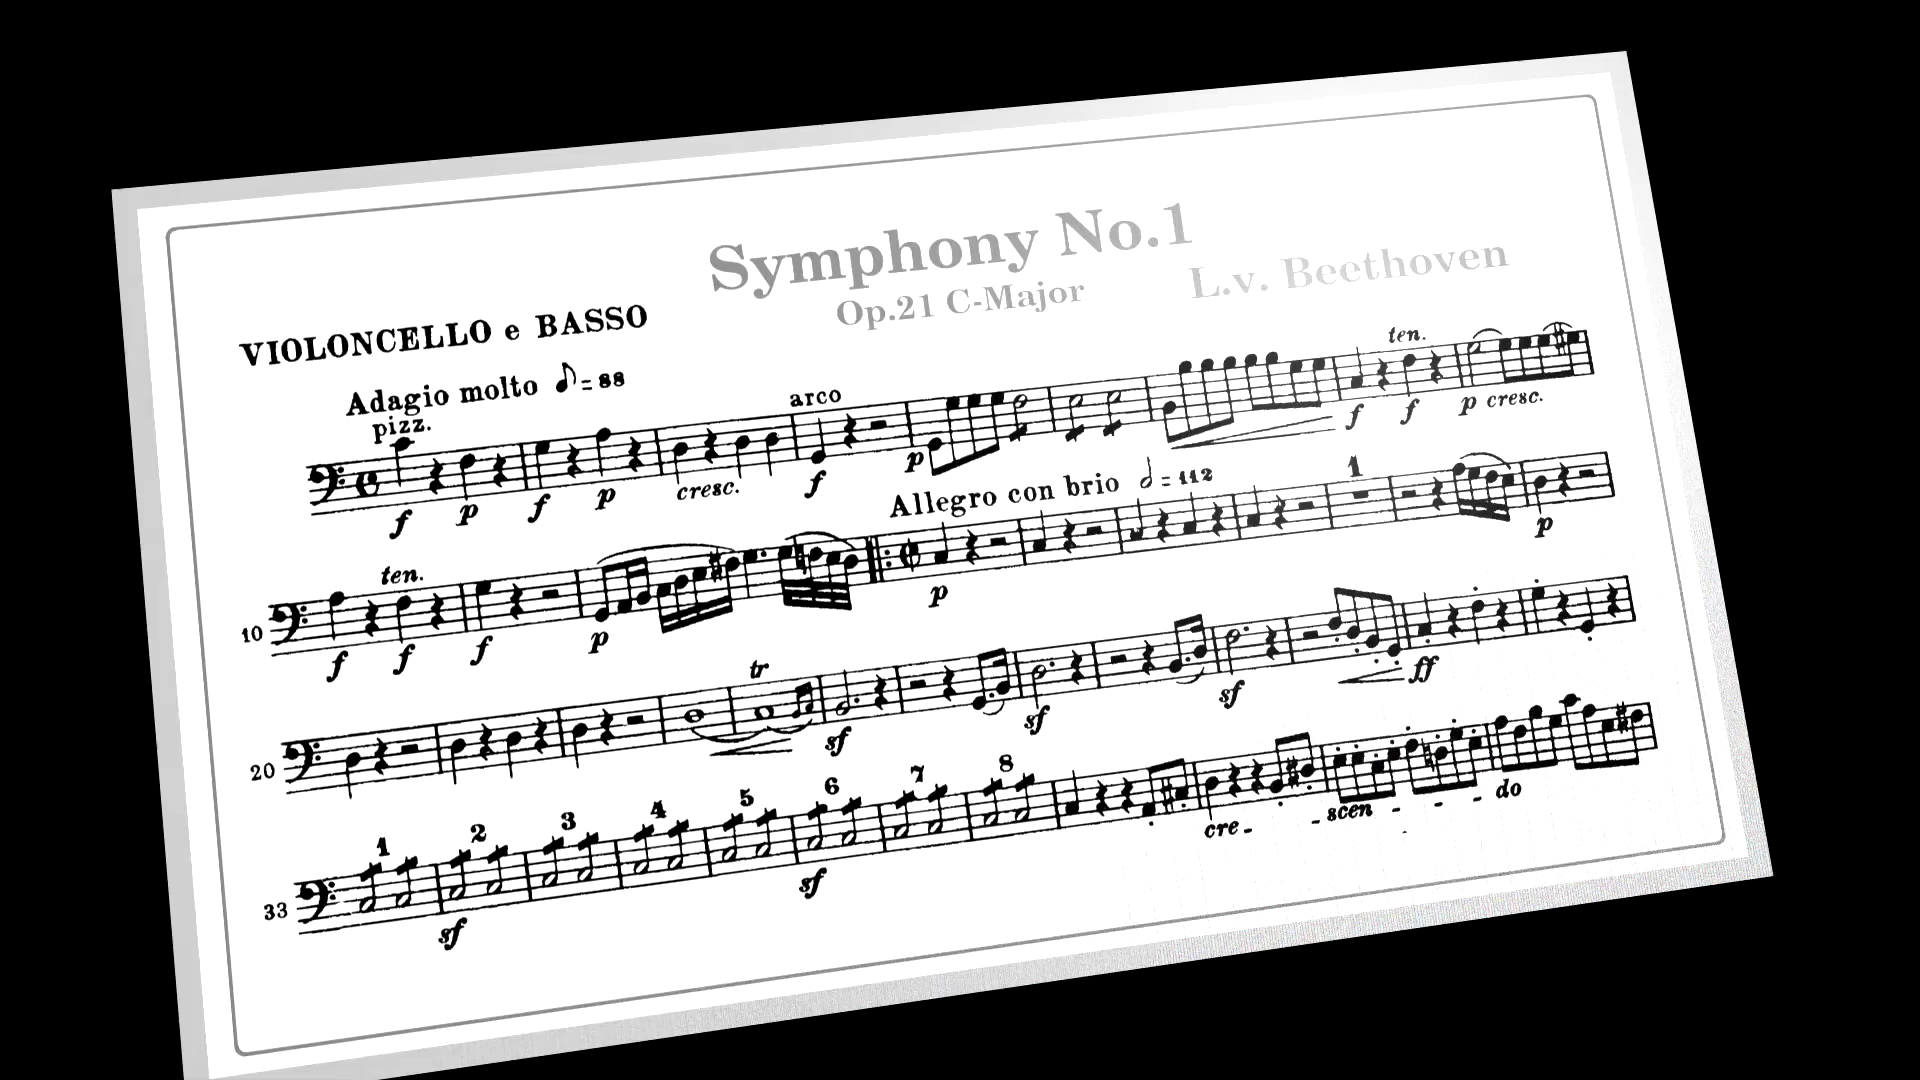 Symphony No.1
Op.21 C-Major
L.v. Beethoven
VIOLONCELLO e BASSO
Adagio molto ♪=88
pizz.
arco
ten.
f p f p cresc. f p f f p cresc.
Allegro con brio 𝅗𝅥=112
1
ten.
10
f f f p p p
tr
20
sf sf sf ff
1 2 3 4 5 6 7 8
33
sf sf cre - - scen - - - do